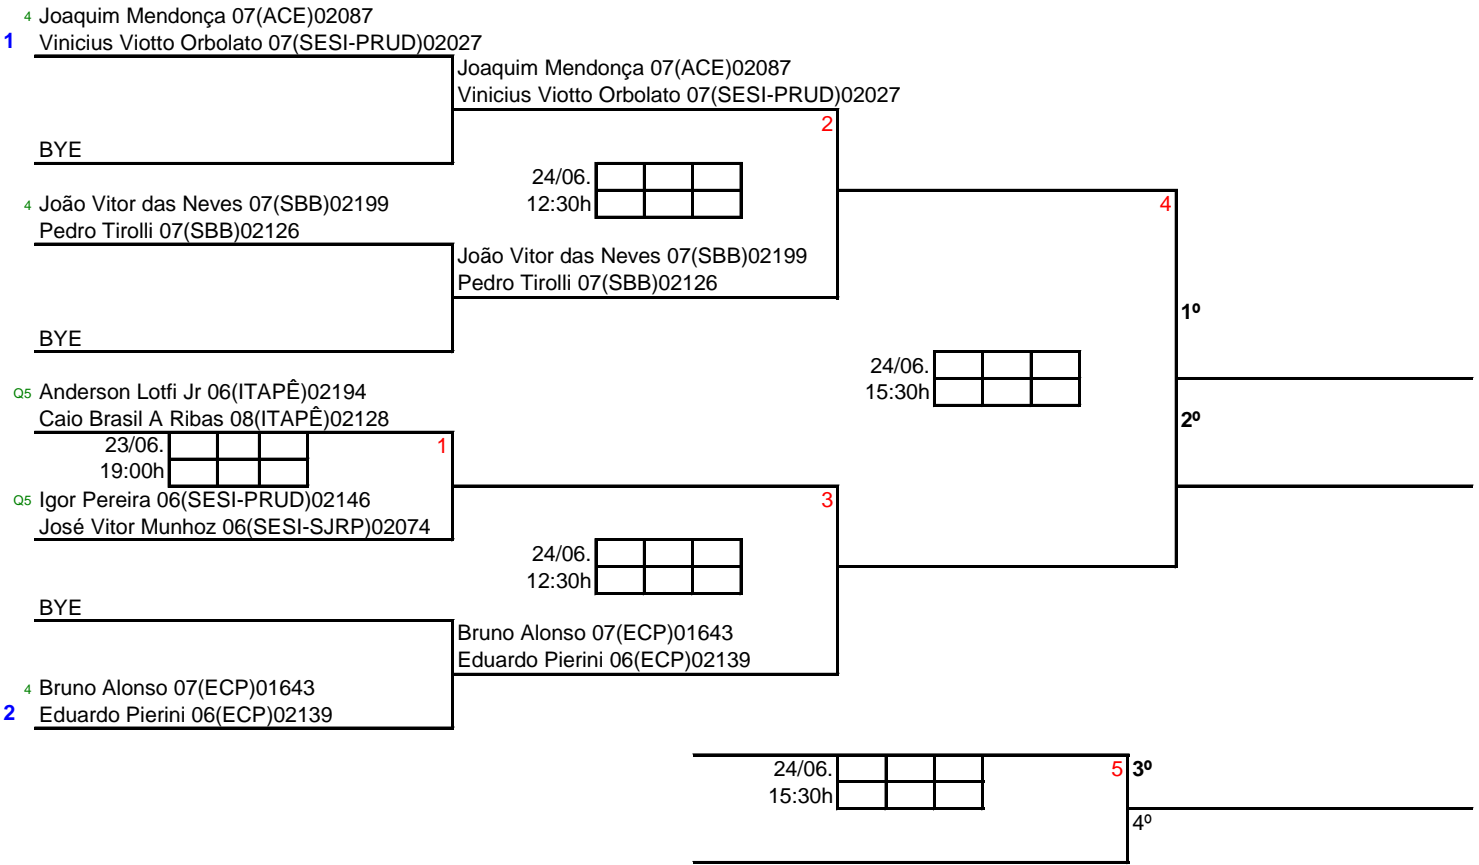 4 Joaquim Mendonça 07(ACE)02087
1 Vinicius Viotto Orbolato 07(SESI-PRUD)02027
Joaquim Mendonça 07(ACE)02087
Vinicius Viotto Orbolato 07(SESI-PRUD)02027
2
BYE
24/06.
12:30h
4 João Vitor das Neves 07(SBB)02199
Pedro Tirolli 07(SBB)02126
4
João Vitor das Neves 07(SBB)02199
Pedro Tirolli 07(SBB)02126
1º
BYE
24/06.
15:30h
Q5 Anderson Lotfi Jr 06(ITAPÊ)02194
Caio Brasil A Ribas 08(ITAPÊ)02128
2º
23/06.
19:00h
1
Q5 Igor Pereira 06(SESI-PRUD)02146
José Vitor Munhoz 06(SESI-SJRP)02074
3
24/06.
12:30h
BYE
Bruno Alonso 07(ECP)01643
Eduardo Pierini 06(ECP)02139
4 Bruno Alonso 07(ECP)01643
2 Eduardo Pierini 06(ECP)02139
24/06.
15:30h
5 3º
4º